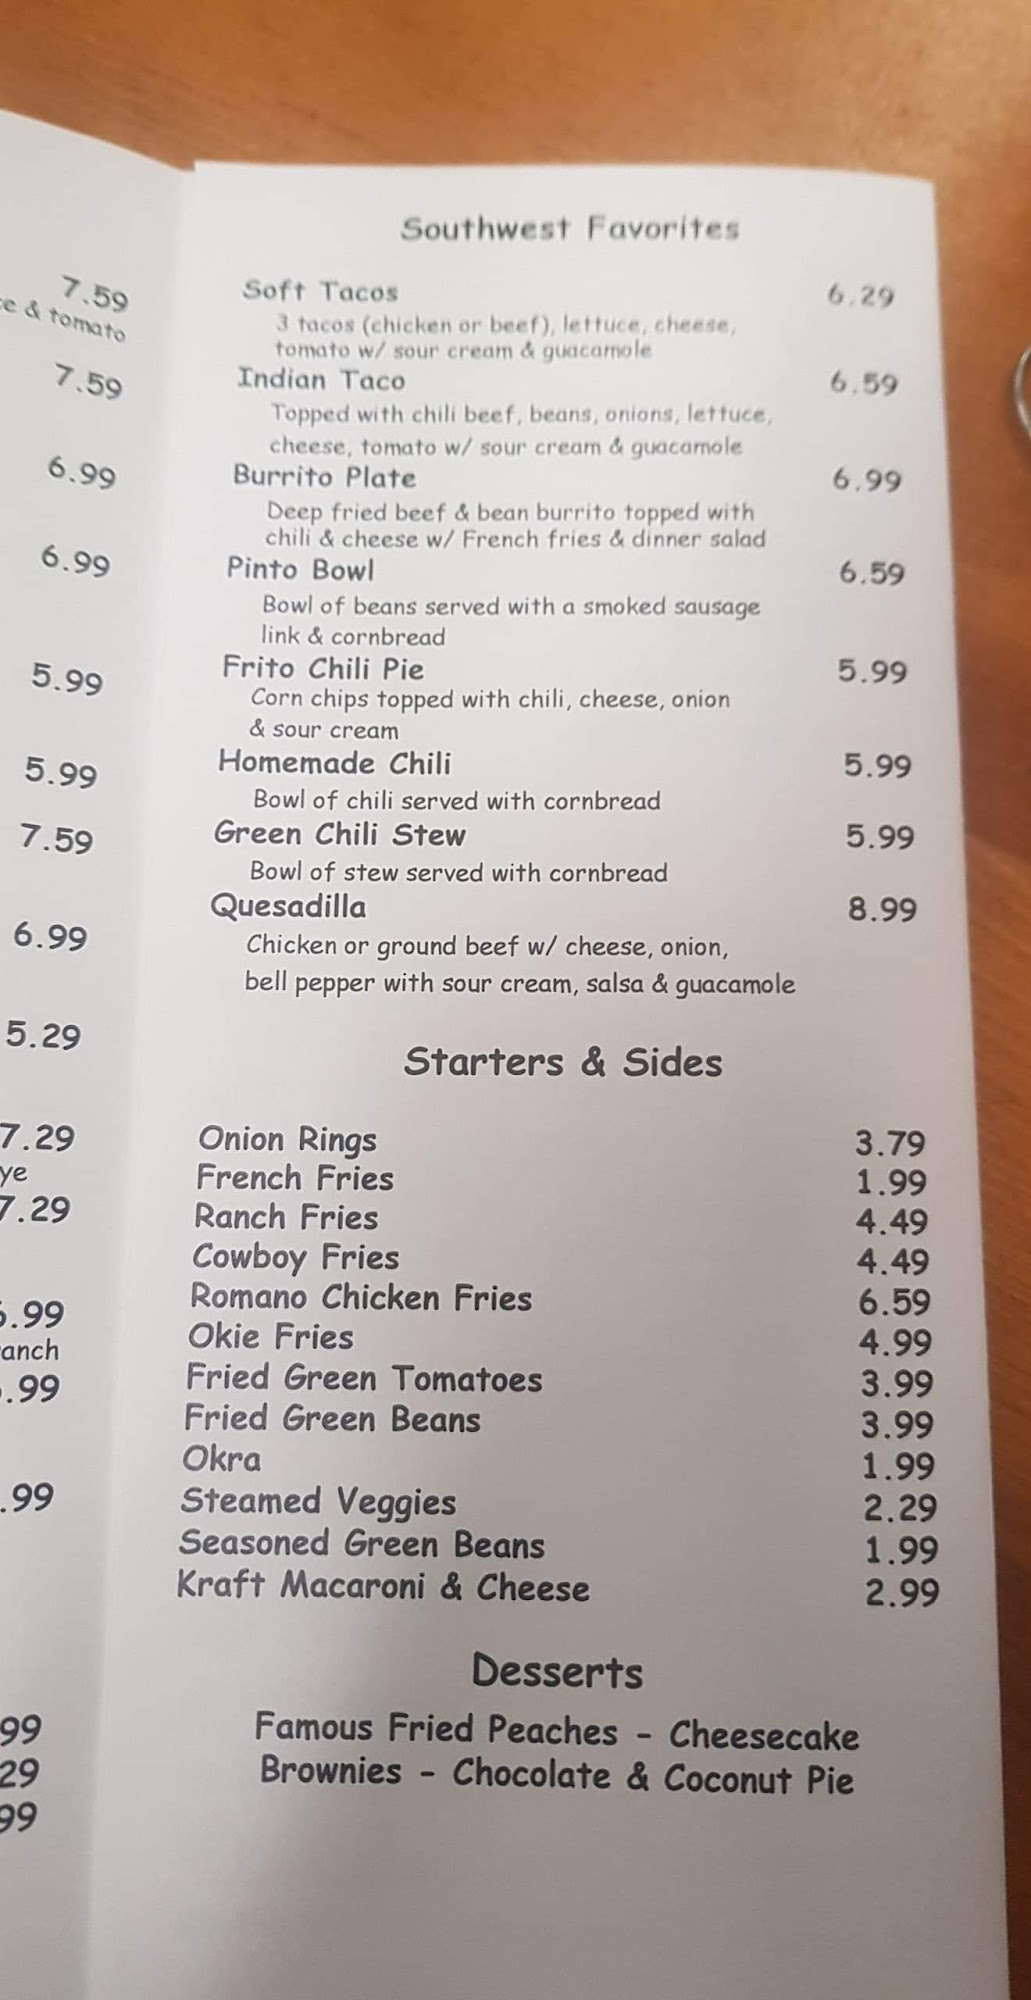 7.59
& tomato
7.59
6.99
6.99
5.99
5.99
7.59
6.99
5.29
7.29
7.29
.99
.99
.99
99
29
99
Southwest Favorites
Soft Tacos 6.29
3 tacos (chicken or beef), lettuce, cheese,
tomato w/ sour cream & guacamole
Indian Taco 6.59
Topped with chili beef, beans, onions, lettuce,
cheese, tomato w/ sour cream & guacamole
Burrito Plate 6.99
Deep fried beef & bean burrito topped with
chili & cheese w/ French fries & dinner salad
Pinto Bowl 6.59
Bowl of beans served with a smoked sausage
link & cornbread
Frito Chili Pie 5.99
Corn chips topped with chili, cheese, onion
& sour cream
Homemade Chili 5.99
Bowl of chili served with cornbread
Green Chili Stew 5.99
Bowl of stew served with cornbread
Quesadilla 8.99
Chicken or ground beef w/ cheese, onion,
bell pepper with sour cream, salsa & guacamole
Starters & Sides
Onion Rings 3.79
French Fries 1.99
Ranch Fries 4.49
Cowboy Fries 4.49
Romano Chicken Fries 6.59
Okie Fries 4.99
Fried Green Tomatoes 3.99
Fried Green Beans 3.99
Okra 1.99
Steamed Veggies 2.29
Seasoned Green Beans 1.99
Kraft Macaroni & Cheese 2.99
Desserts
Famous Fried Peaches - Cheesecake
Brownies - Chocolate & Coconut Pie